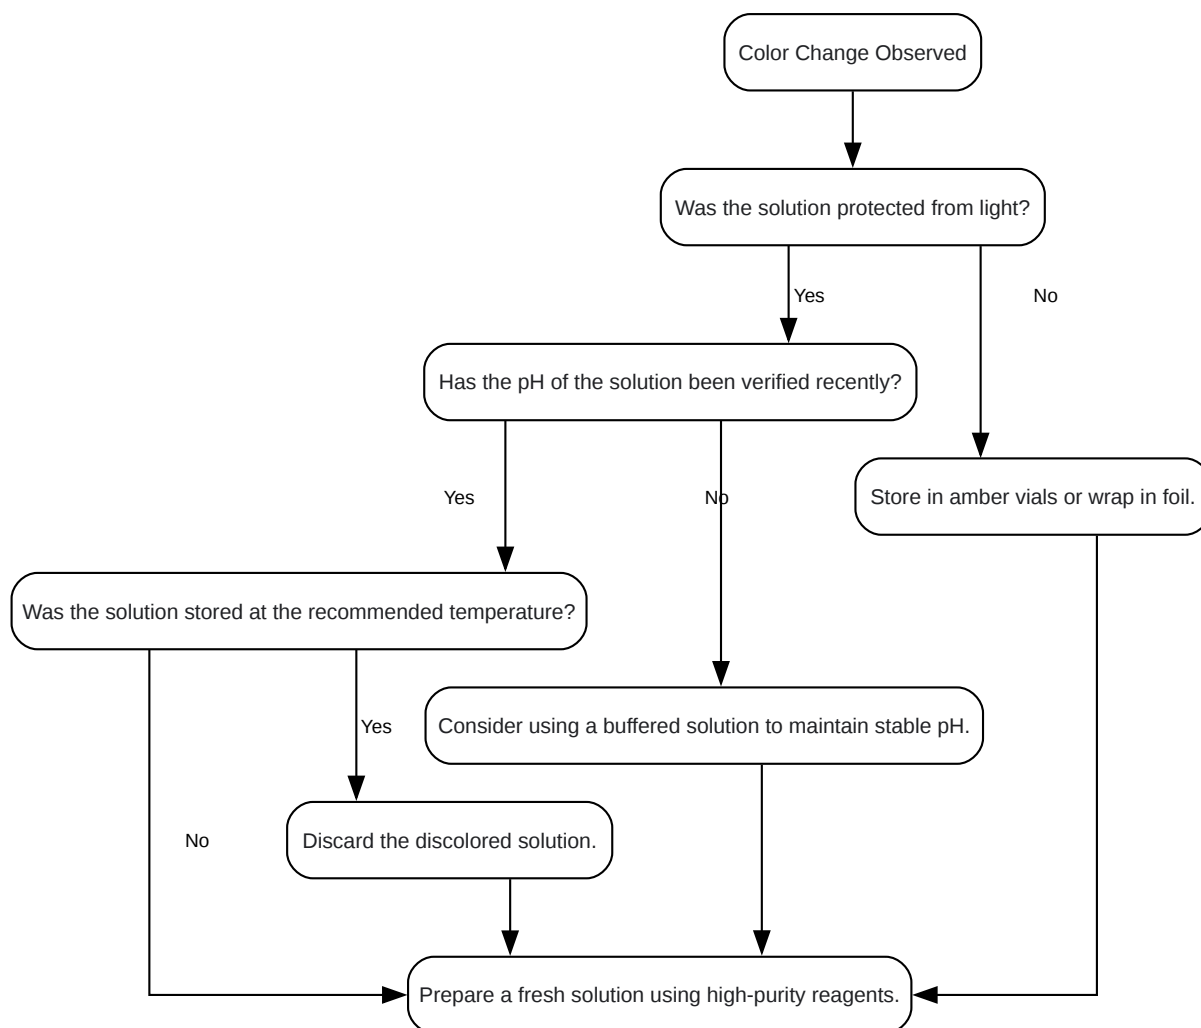 Color Change Observed
Was the solution protected from light?
Yes
No
Has the pH of the solution been verified recently?
Yes
No
Store in amber vials or wrap in foil.
Was the solution stored at the recommended temperature?
Yes
Consider using a buffered solution to maintain stable pH.
No
Discard the discolored solution.
Prepare a fresh solution using high-purity reagents.